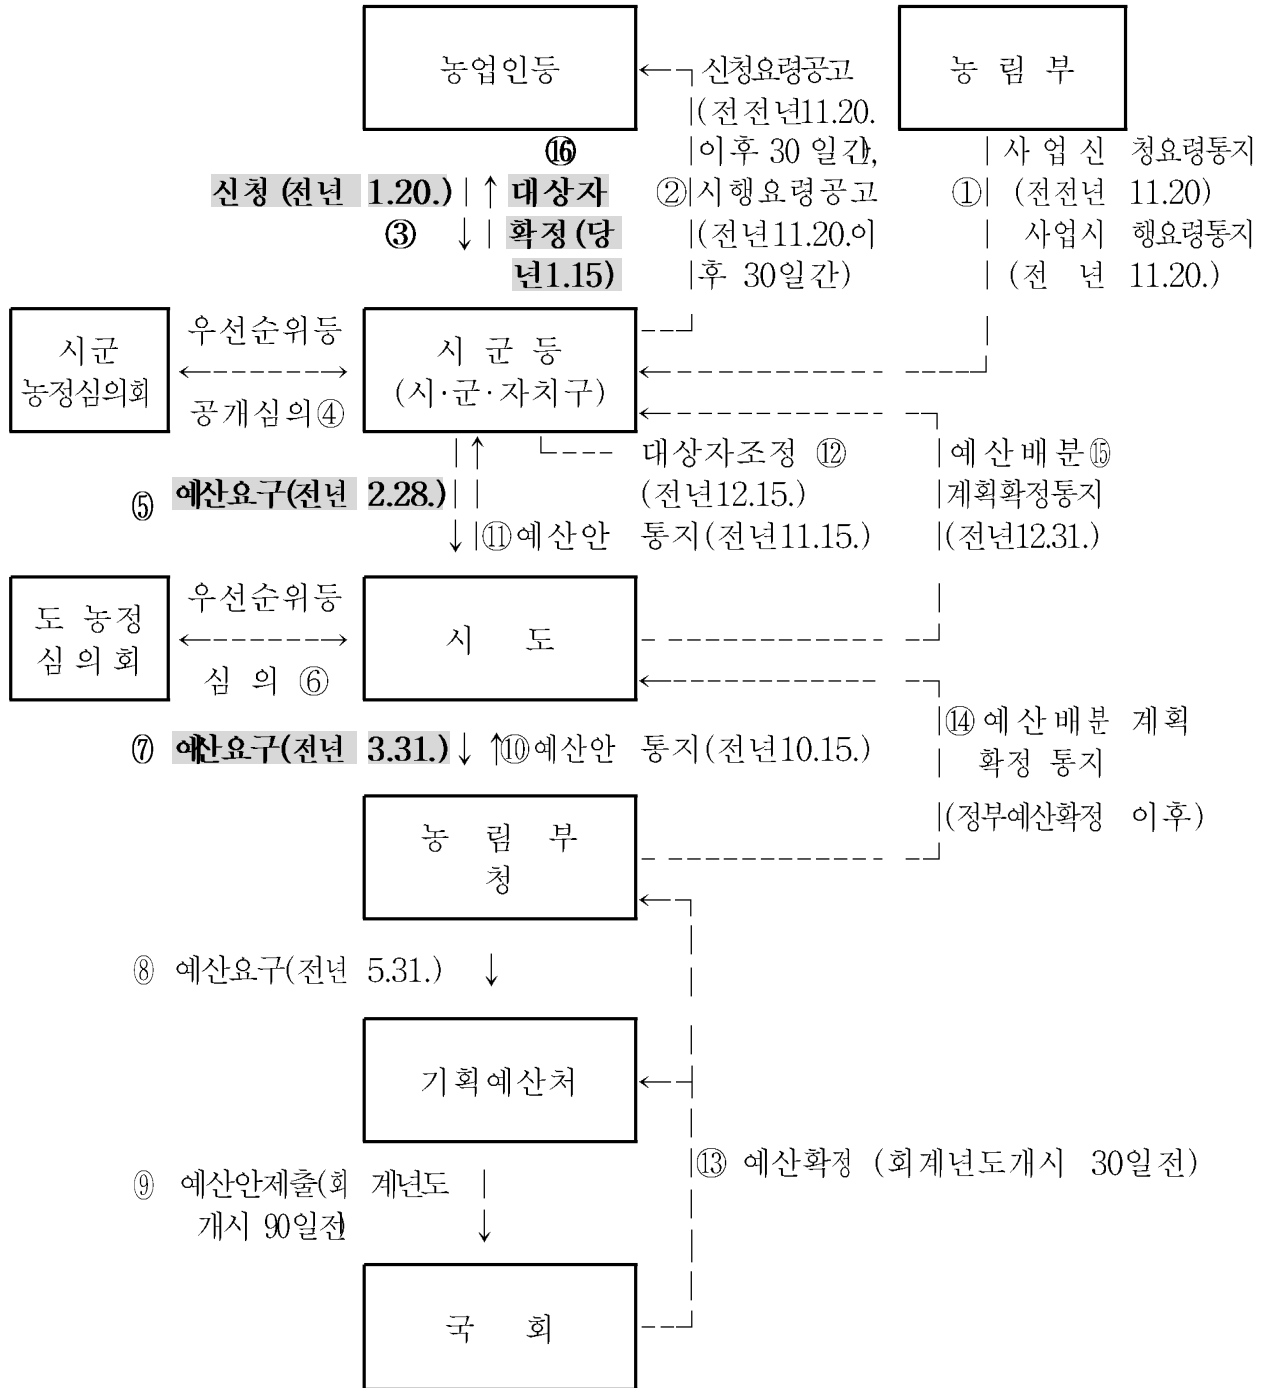 농업인등
농 림 부
신청요령공고
(전전년11.20.
이후 30 일간,
② 시행요령공고
(전년11.20.이
후 30일간)
사 업 신 청요령통지
① (전전년 11.20)
사업시 행요령통지
(전 년 11.20.)
⑯
신청 (전년 1.20.)
③
대상자
확정(당
년1.15)
시군
농정심의회
우선순위등
공개심의④
시 군 등
(시·군·자치구)
대상자조정 ⑫
(전년12.15.)
⑤ 예산요구(전년 2.28.)
⑪예산안 통지(전년11.15.)
예산배분⑮
계획확정통지
(전년12.31.)
도 농정
심의회
우선순위등
심 의 ⑥
시 도
⑦ 예산요구(전년 3.31.)
⑩예산안 통지(전년10.15.)
⑭예산배분 계획
확정 통지
(정부예산확정 이후)
농 림 부
청
⑧ 예산요구(전년 5.31.)
기획예산처
⑨ 예산안제출(회 계년도
개시 90일전)
⑬ 예산확정 (회계년도개시 30일전)
국 회